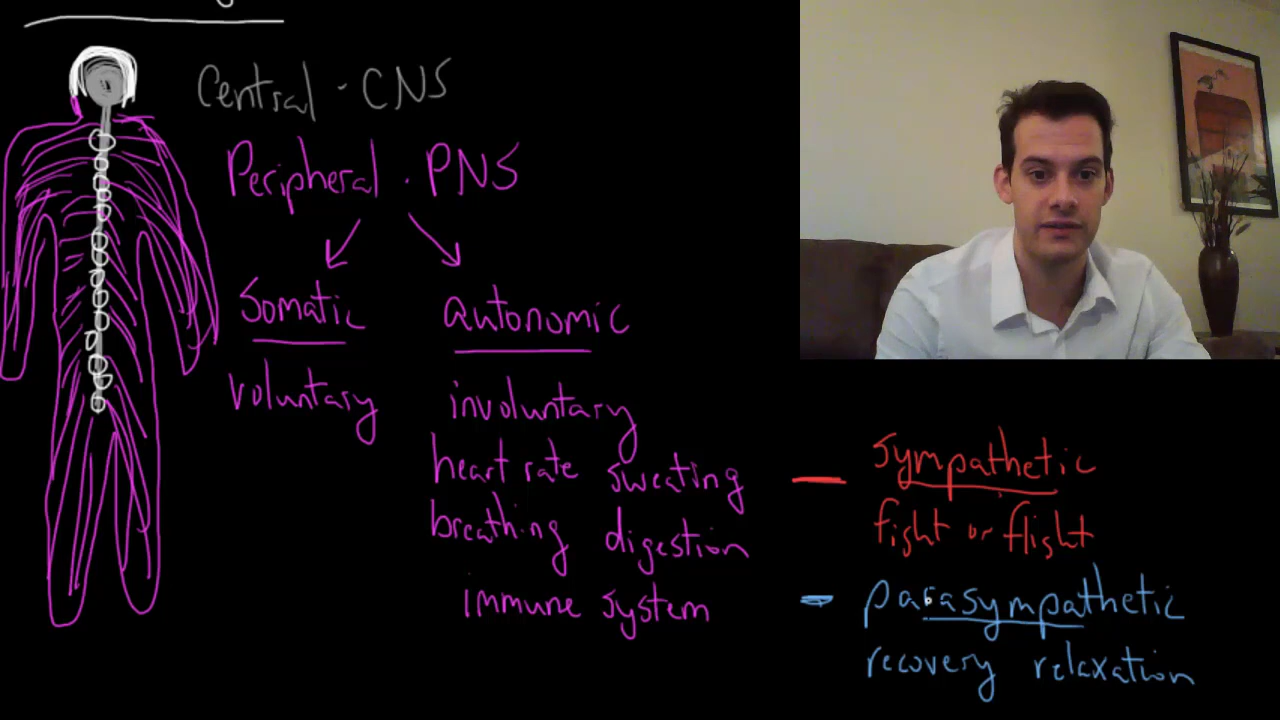 Central - CNS
Peripheral . PNS
Somatic autonomic
voluntary involuntary
heart rate sweating
breathing digestion
immune system
sympathetic
fight or flight
parasympathetic
recovery relaxation